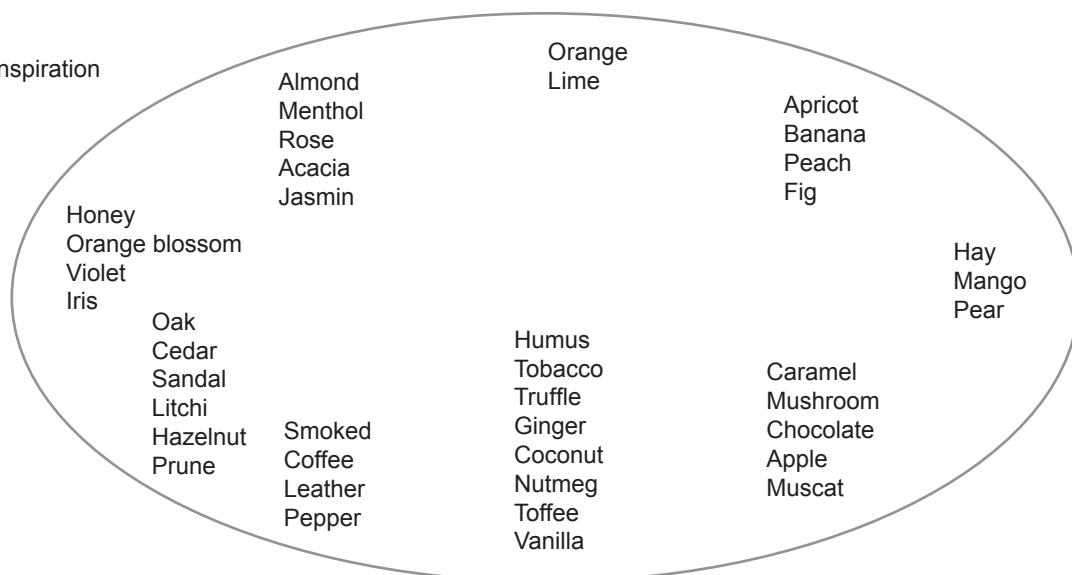 nspiration
Orange
Lime
Almond
Menthol
Rose
Acacia
Jasmin
Apricot
Banana
Peach
Fig
Honey
Orange blossom
Violet
Iris
Hay
Mango
Pear
Oak
Cedar
Sandal
Litchi
Hazelnut
Prune
Smoked
Coffee
Leather
Pepper
Humus
Tobacco
Truffle
Ginger
Coconut
Nutmeg
Toffee
Vanilla
Caramel
Mushroom
Chocolate
Apple
Muscat